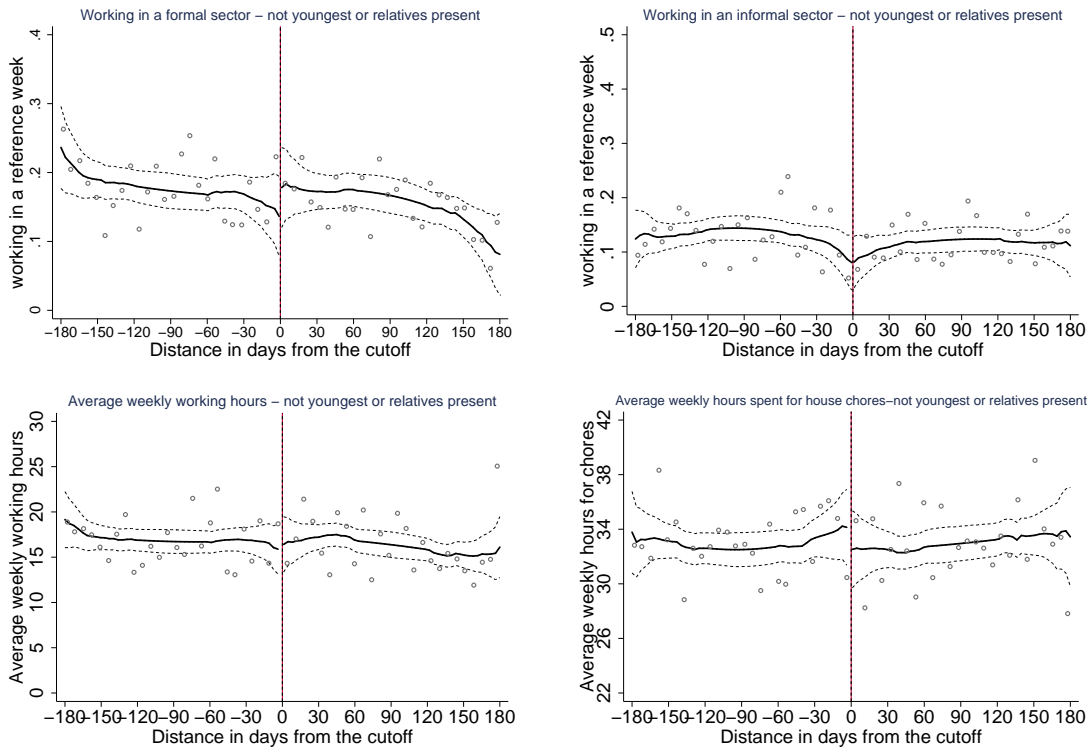 Working in a formal sector – not youngest or relatives present
working in a reference week
.4
.3
.2
.1
0
−180 −150 −120 −90 −60 −30 0 30 60 90 120 150 180
Distance in days from the cutoff
Working in an informal sector – not youngest or relatives present
working in a reference week
.5
.4
.3
.2
.1
0
−180 −150 −120 −90 −60 −30 0 30 60 90 120 150 180
Distance in days from the cutoff
Average weekly working hours – not youngest or relatives present
Average weekly working hours
30
25
20
15
10
5
0
−180 −150 −120 −90 −60 −30 0 30 60 90 120 150 180
Distance in days from the cutoff
Average weekly hours spent for house chores−not youngest or relatives present
Average weekly hours for chores
42
38
34
30
26
22
−180 −150 −120 −90 −60 −30 0 30 60 90 120 150 180
Distance in days from the cutoff